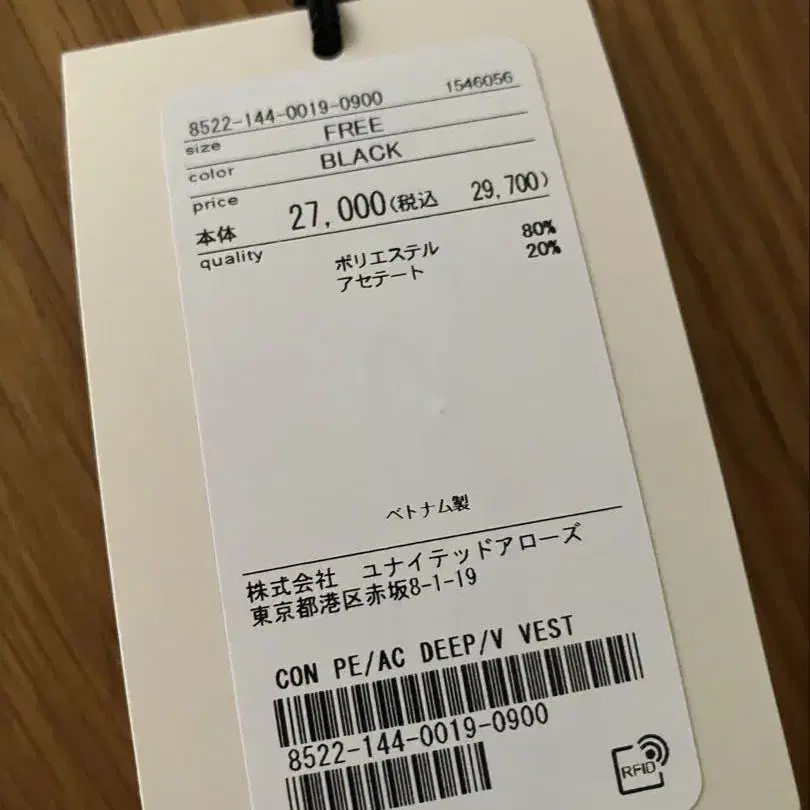 8522-144-0019-0900 1546056
size FREE
color BLACK
price
本体 27,000(税込 29,700)
quality ポリエステル 80%
アセテート 20%
ベトナム製
株式会社 ユナイテッドアローズ
東京都港区赤坂8-1-19
CON PE/AC DEEP/V VEST
8522-144-0019-0900
RFID